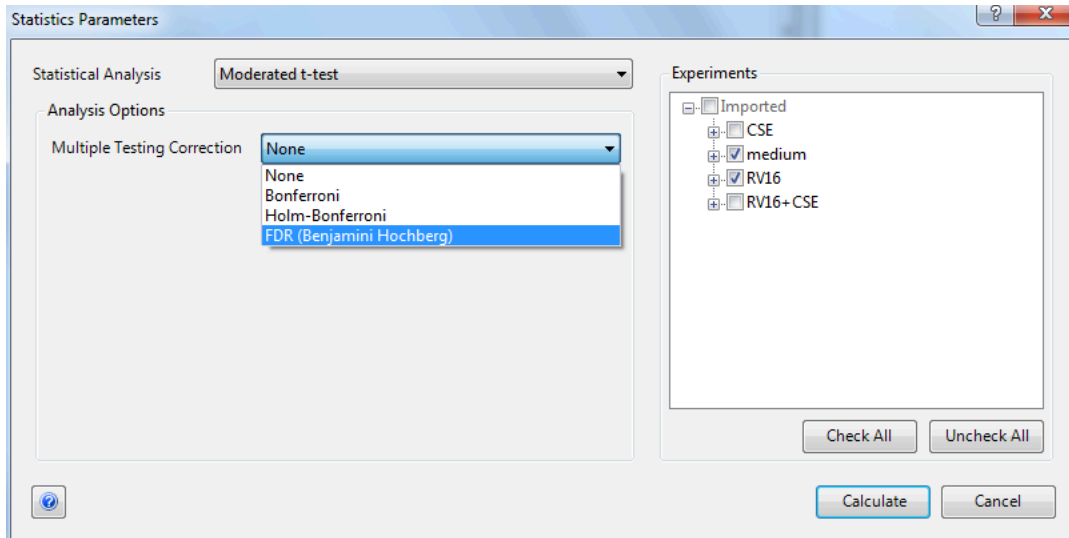 Statistics Parameters
?
X
Statistical Analysis
Moderated t-test
Analysis Options
Multiple Testing Correction
None
None
Bonferroni
Holm-Bonferroni
FDR (Benjamini Hochberg)
Experiments
Imported
CSE
medium
RV16
RV16+CSE
Check All
Uncheck All
?
Calculate
Cancel